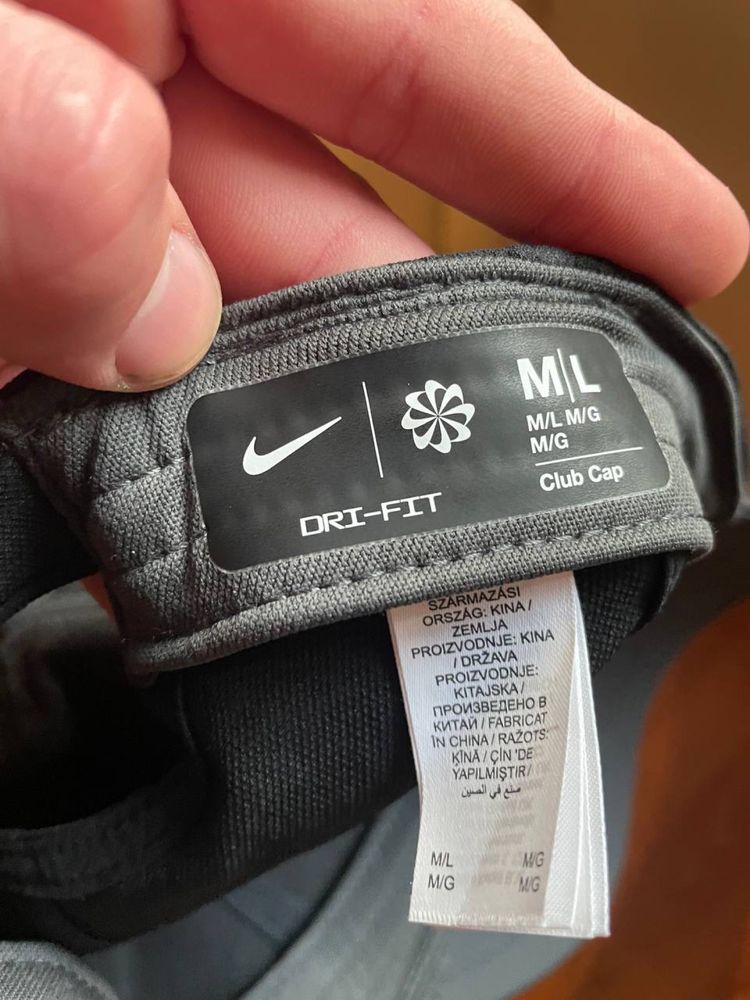 M|L
M/L M/G
M/G
Club Cap
DRI-FIT
SZÁRMAZÁSI
ORSZÁG: KINA /
ZEMLJA
PROIZVODNJE: KINA
/ DRŽAVA
PROIZVODNJE:
KITAJSKA /
ПРОИЗВЕДЕНО В
КИТАЙ / FABRICAT
ÎN CHINA / RAŽOTS:
ĶĪNĀ / ÇİN 'DE
YAPILMIŞTIR /
صنع في الصين
M/L M/G
M/G M/G